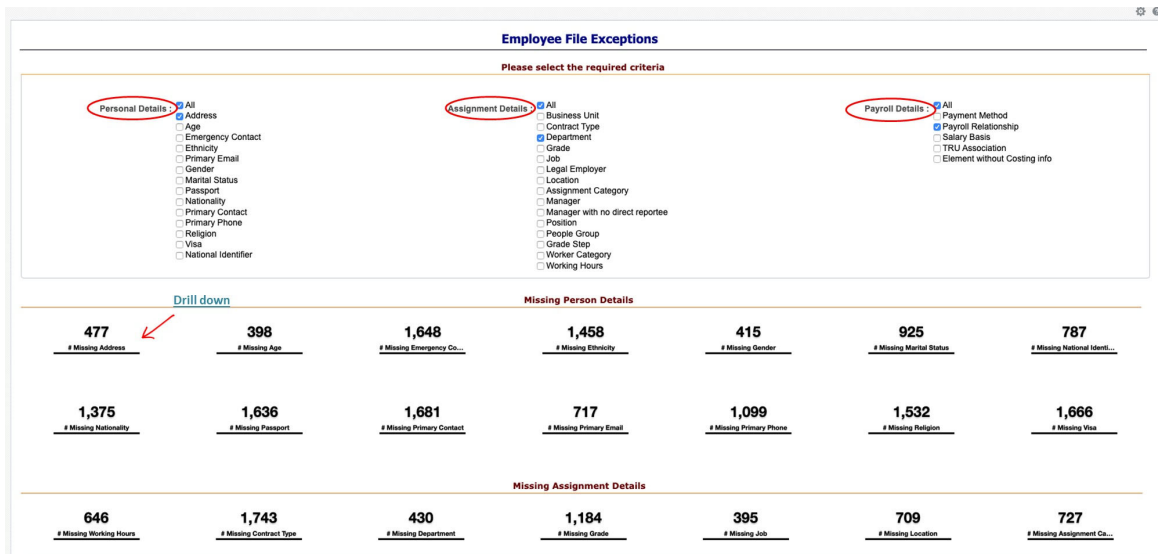 Employee File Exceptions
Please select the required criteria
Personal Details :
All
Address
Age
Emergency Contact
Ethnicity
Primary Email
Gender
Marital Status
Passport
Nationality
Primary Contact
Primary Phone
Religion
Visa
National Identifier
Assignment Details :
All
Business Unit
Contract Type
Department
Grade
Job
Legal Employer
Location
Assignment Category
Manager
Manager with no direct reportee
Position
People Group
Grade Step
Worker Category
Working Hours
Payroll Details :
All
Payment Method
Payroll Relationship
Salary Basis
TRU Association
Element without Costing info
Drill down
Missing Person Details
477
# Missing Address
398
# Missing Age
1,648
# Missing Emergency Co...
1,458
# Missing Ethnicity
415
# Missing Gender
925
# Missing Marital Status
787
# Missing National Identi...
1,375
# Missing Nationality
1,636
# Missing Passport
1,681
# Missing Primary Contact
717
# Missing Primary Email
1,099
# Missing Primary Phone
1,532
# Missing Religion
1,666
# Missing Visa
Missing Assignment Details
646
# Missing Working Hours
1,743
# Missing Contract Type
430
# Missing Department
1,184
# Missing Grade
395
# Missing Job
709
# Missing Location
727
# Missing Assignment Ca...